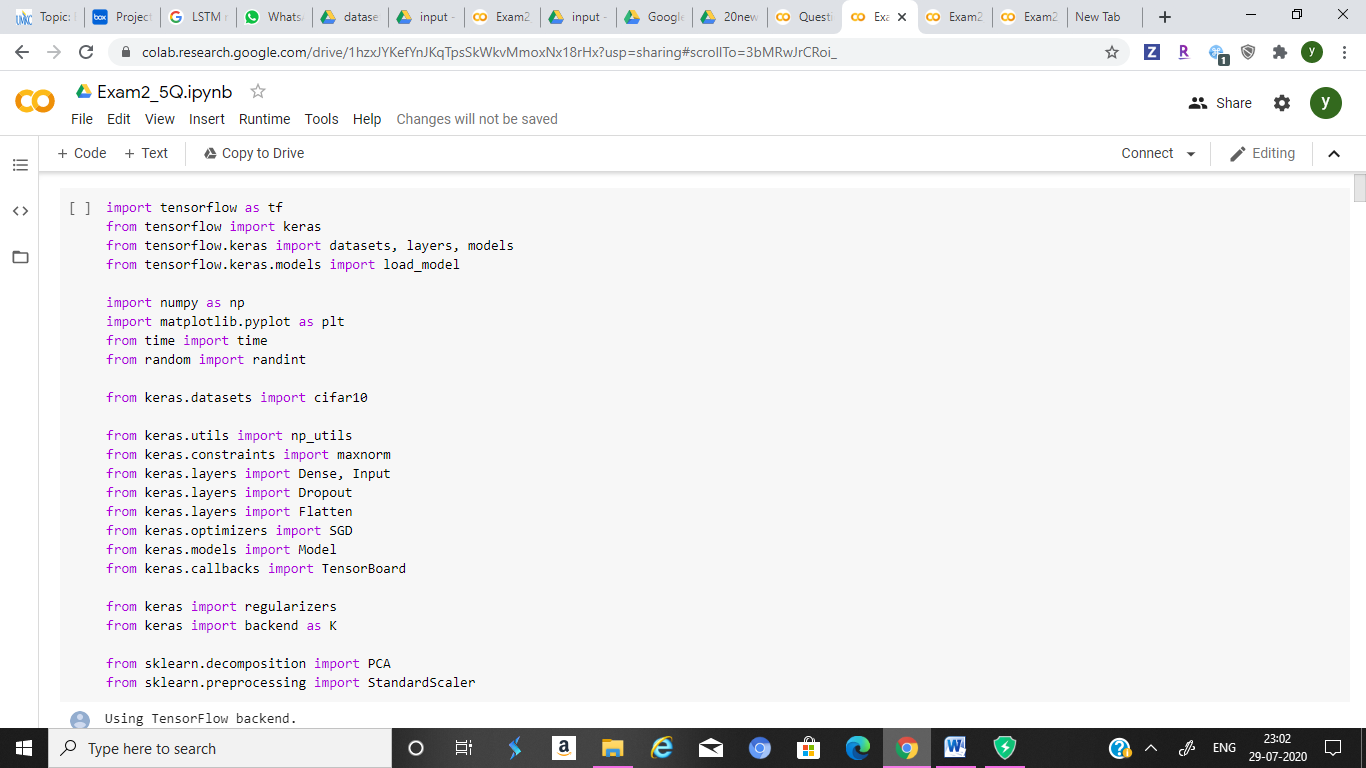 Topic: Project LSTM Whats datase input - Exam2 input - Google 20new Questi Exa Exam2 Exam2 New Tab
colab.research.google.com/drive/1hzxJYKefYnJKqTpsSkWkvMmoxNx18rHx?usp=sharing#scrollTo=3bMRwJrCRoi_
Z R 1 y
Exam2_5Q.ipynb
Share y
File Edit View Insert Runtime Tools Help Changes will not be saved
+ Code + Text Copy to Drive Connect Editing
[ ] import tensorflow as tf
from tensorflow import keras
from tensorflow.keras import datasets, layers, models
from tensorflow.keras.models import load_model
import numpy as np
import matplotlib.pyplot as plt
from time import time
from random import randint
from keras.datasets import cifar10
from keras.utils import np_utils
from keras.constraints import maxnorm
from keras.layers import Dense, Input
from keras.layers import Dropout
from keras.layers import Flatten
from keras.optimizers import SGD
from keras.models import Model
from keras.callbacks import TensorBoard
from keras import regularizers
from keras import backend as K
from sklearn.decomposition import PCA
from sklearn.preprocessing import StandardScaler
Using TensorFlow backend.
Type here to search
ENG
23:02
29-07-2020